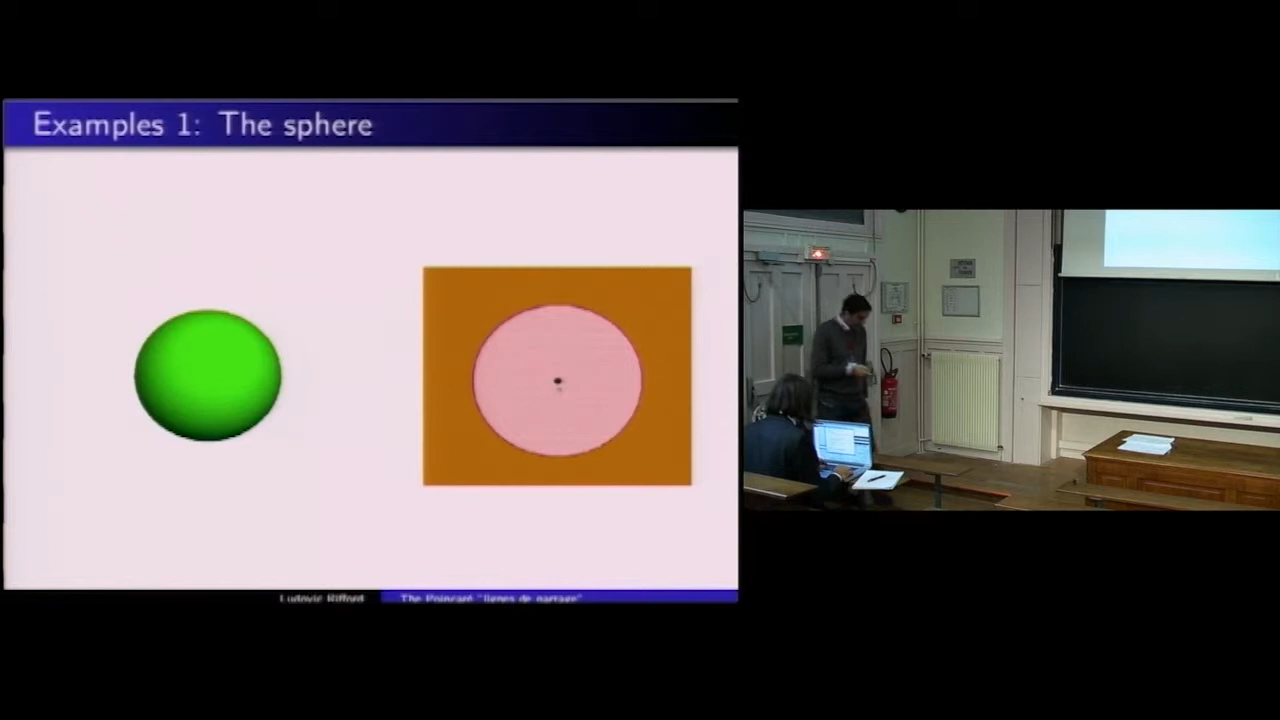 Examples 1: The sphere
Ludovic Rifford
The Poincaré "lignes de partage"